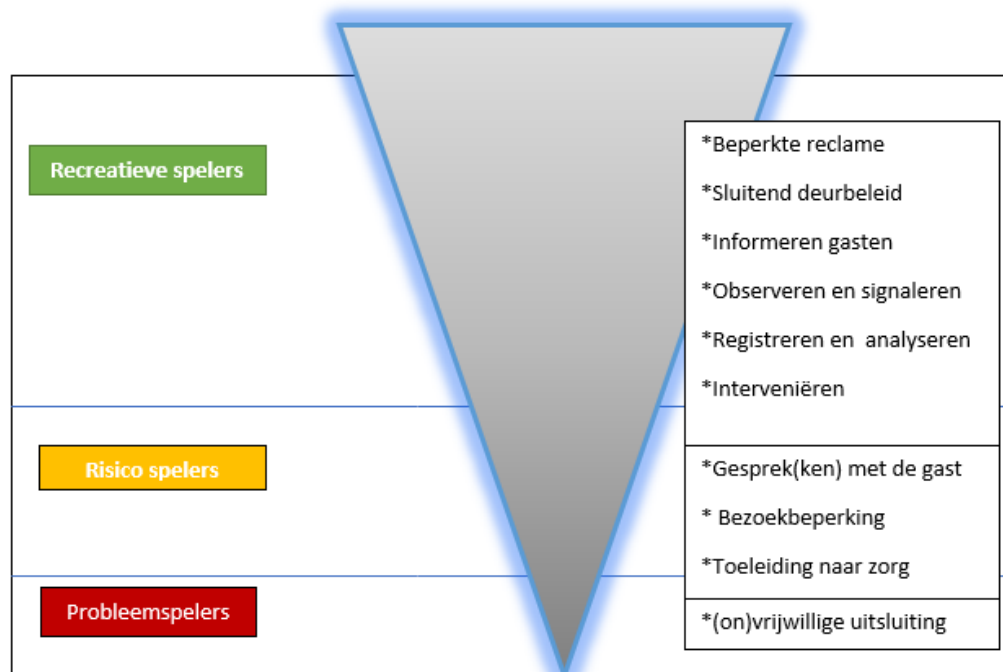 Recreatieve spelers
*Beperkte reclame
*Sluitend deurbeleid
*Informeren gasten
*Observeren en signaleren
*Registreren en  analyseren
*Interveniëren
Risico spelers
*Gesprek(ken) met de gast
* Bezoekbeperking
*Toeleiding naar zorg
Probleemspelers
*(on)vrijwillige uitsluiting